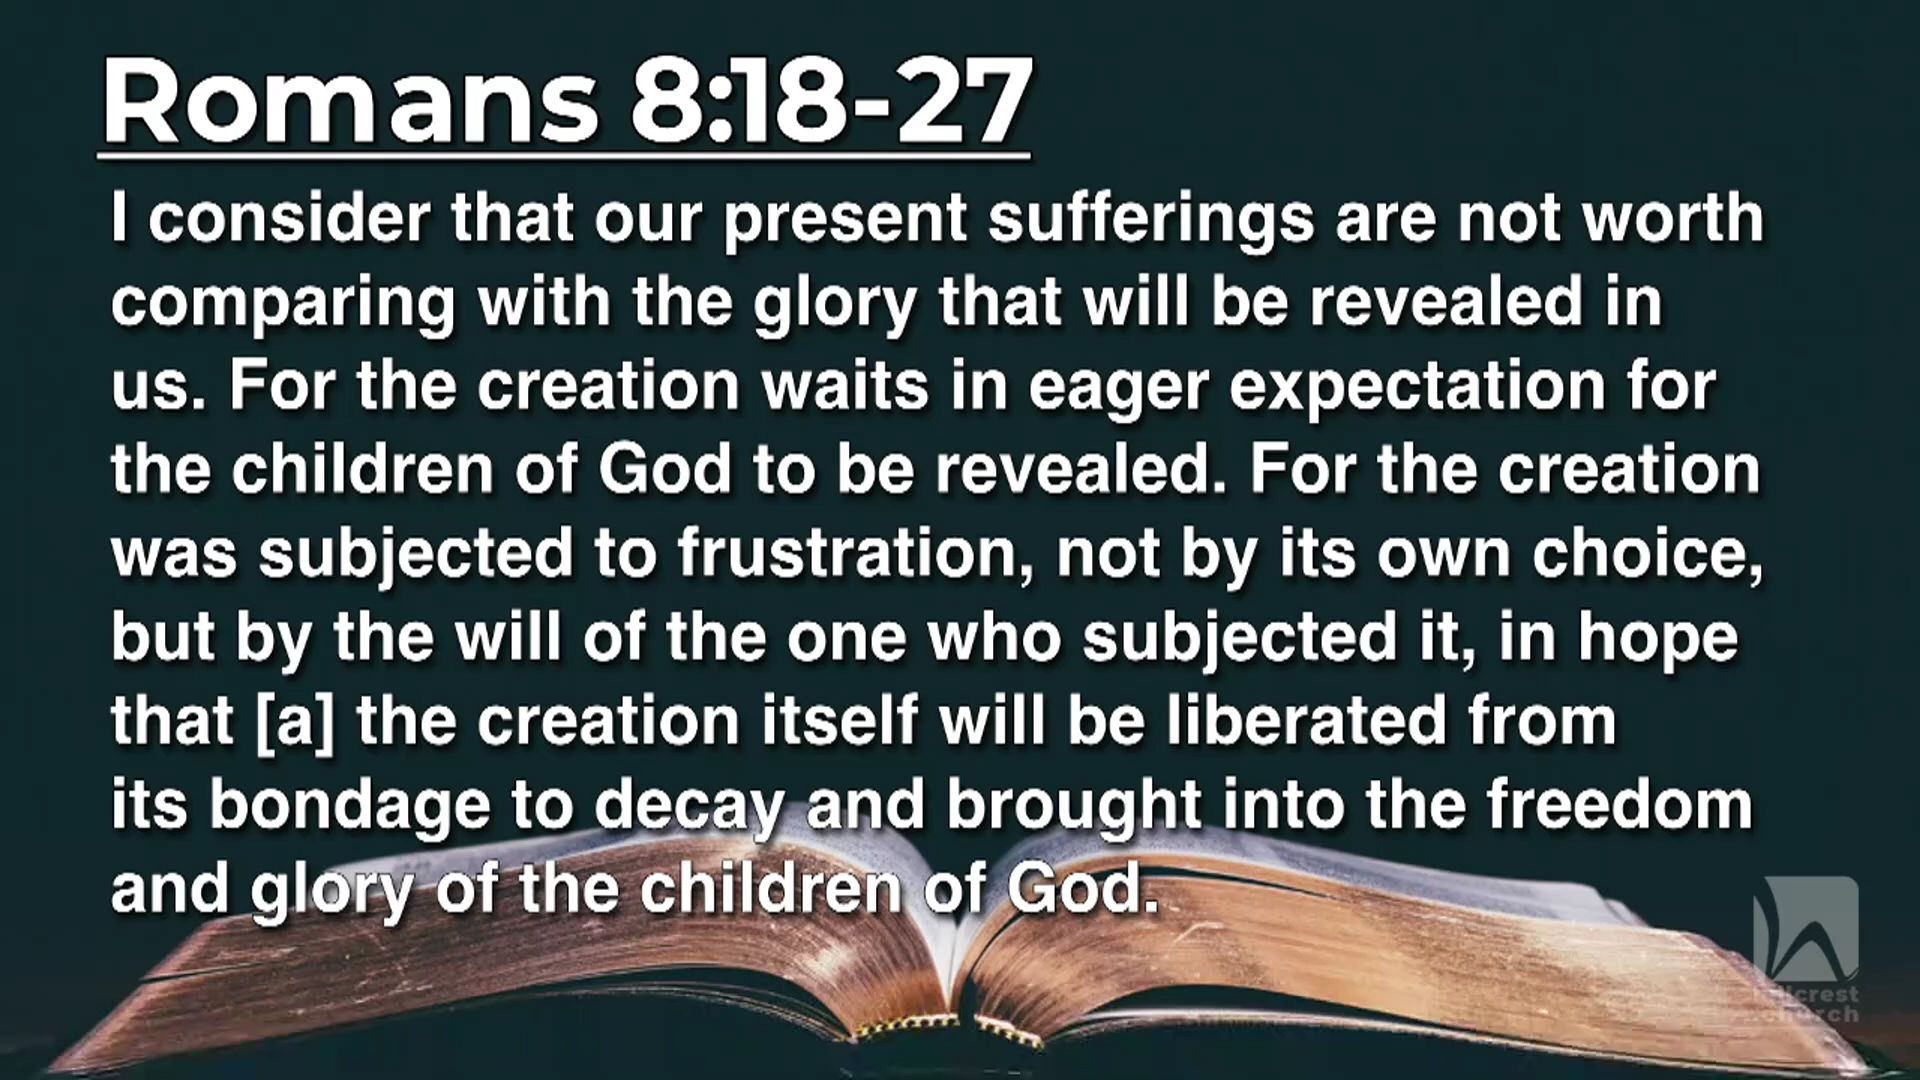 Romans 8:18-27
I consider that our present sufferings are not worth
comparing with the glory that will be revealed in
us. For the creation waits in eager expectation for
the children of God to be revealed. For the creation
was subjected to frustration, not by its own choice,
but by the will of the one who subjected it, in hope
that [a] the creation itself will be liberated from
its bondage to decay and brought into the freedom
and glory of the children of God.
hillcrest
church